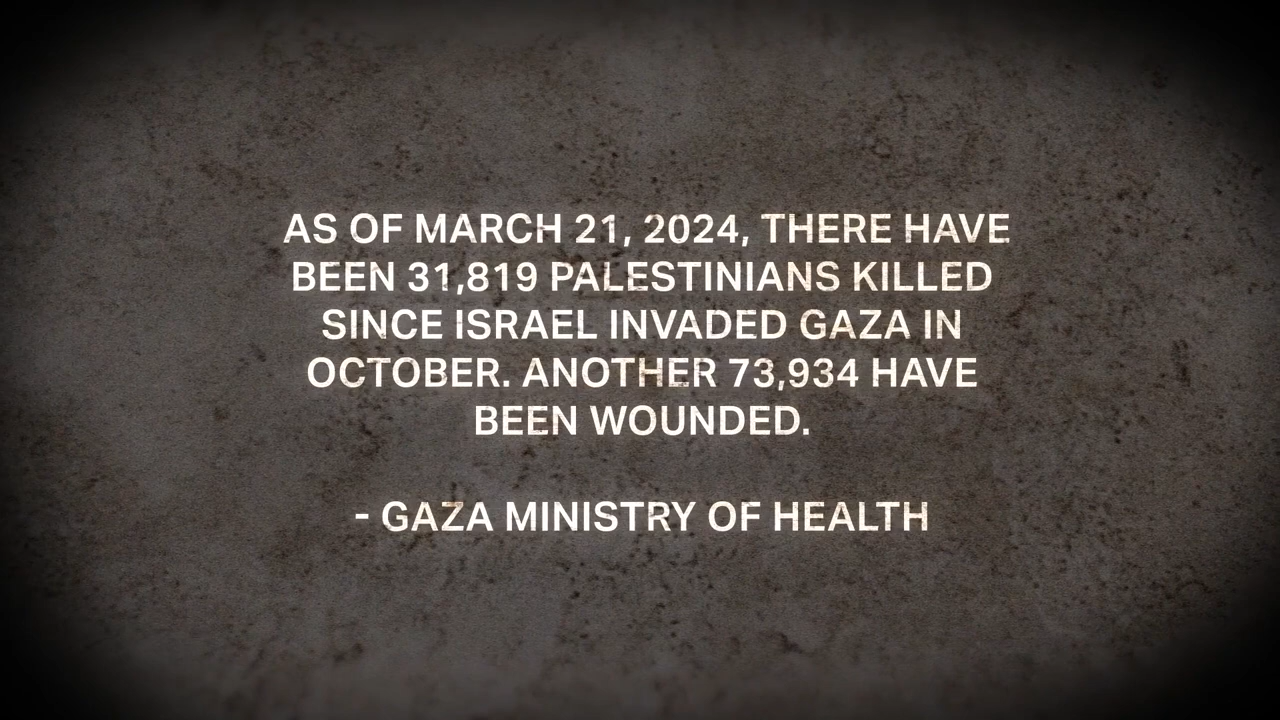 AS OF MARCH 21, 2024, THERE HAVE
BEEN 31,819 PALESTINIANS KILLED
SINCE ISRAEL INVADED GAZA IN
OCTOBER. ANOTHER 73,934 HAVE
BEEN WOUNDED.
- GAZA MINISTRY OF HEALTH